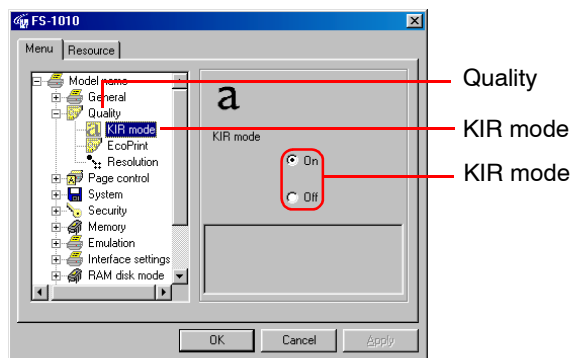 FS-1010
Menu Resource
Model name
General
Quality
KIR mode
EcoPrint
Resolution
Page control
System
Security
Memory
Emulation
Interface settings
RAM disk mode
a
KIR mode
On
Off
OK Cancel Apply
Quality
KIR mode
KIR mode